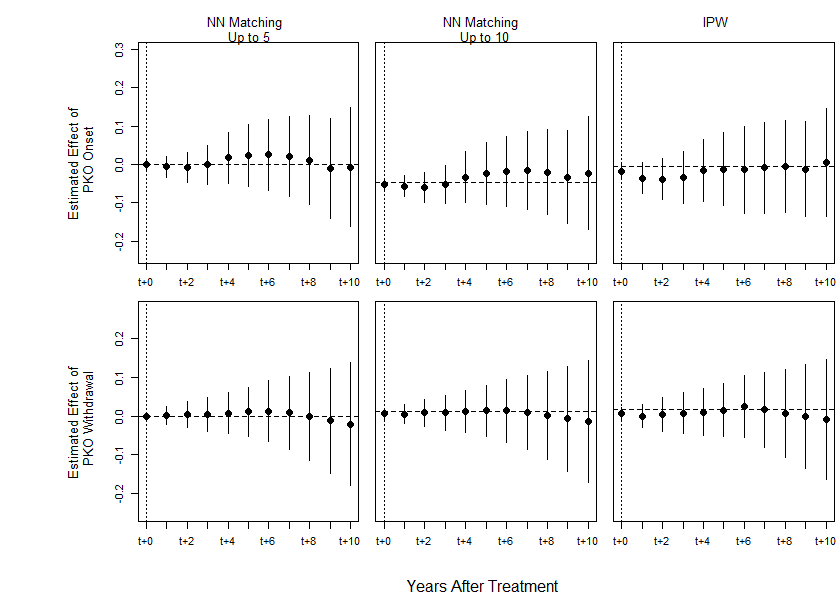 NN Matching
Up to 5
NN Matching
Up to 10
IPW
Estimated Effect of
PKO Onset
0.3
0.2
0.1
0.0
-0.1
-0.2
t+0 t+2 t+4 t+6 t+8 t+10
t+0 t+2 t+4 t+6 t+8 t+10
t+0 t+2 t+4 t+6 t+8 t+10
Estimated Effect of
PKO Withdrawal
0.2
0.1
0.0
-0.1
-0.2
t+0 t+2 t+4 t+6 t+8 t+10
t+0 t+2 t+4 t+6 t+8 t+10
t+0 t+2 t+4 t+6 t+8 t+10
Years After Treatment